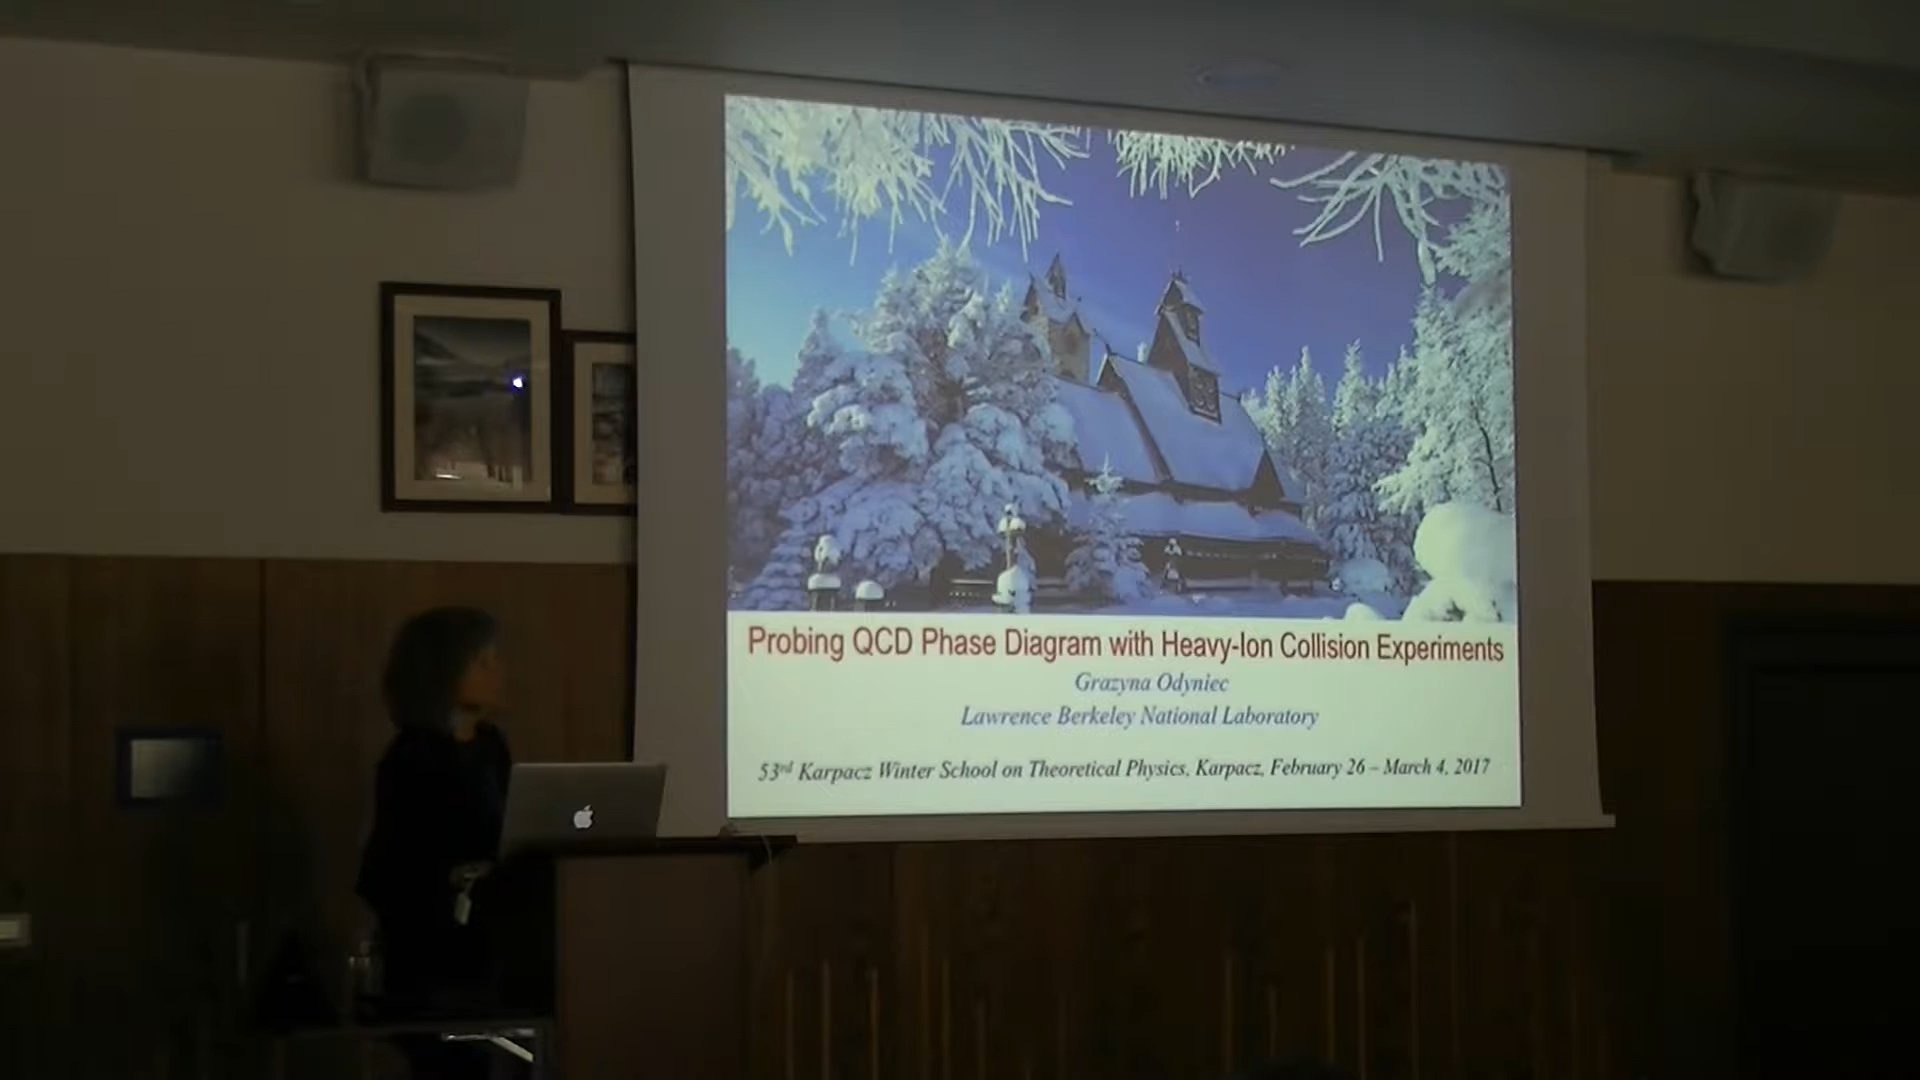 Probing QCD Phase Diagram with Heavy-Ion Collision Experiments
Grazyna Odyniec
Lawrence Berkeley National Laboratory
53rd Karpacz Winter School on Theoretical Physics, Karpacz, February 26 – March 4, 2017